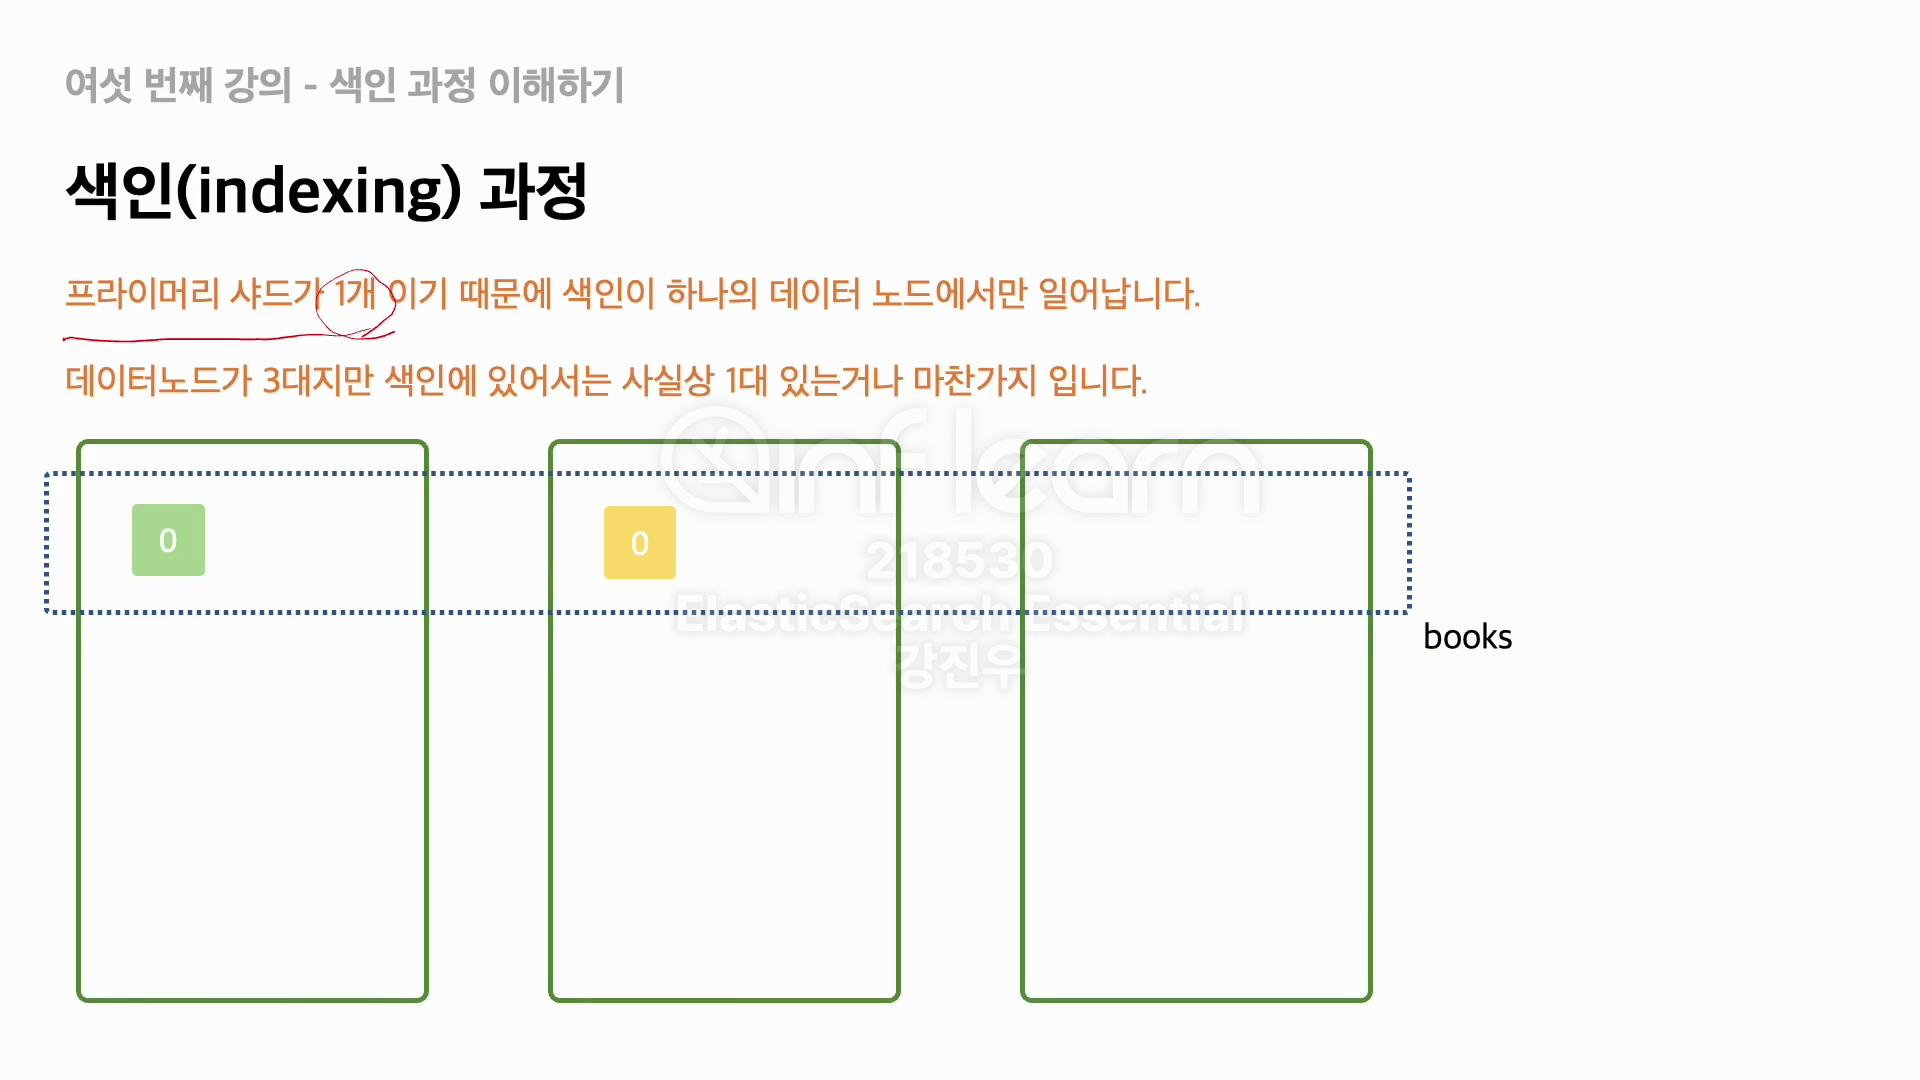 여섯 번째 강의 - 색인 과정 이해하기
색인(indexing) 과정
프라이머리 샤드가 1개 이기 때문에 색인이 하나의 데이터 노드에서만 일어납니다.
데이터노드가 3대지만 색인에 있어서는 사실상 1대 있는거나 마찬가지 입니다.
inflearn
0
0
218530
ElasticSearch Essential
books
강진우